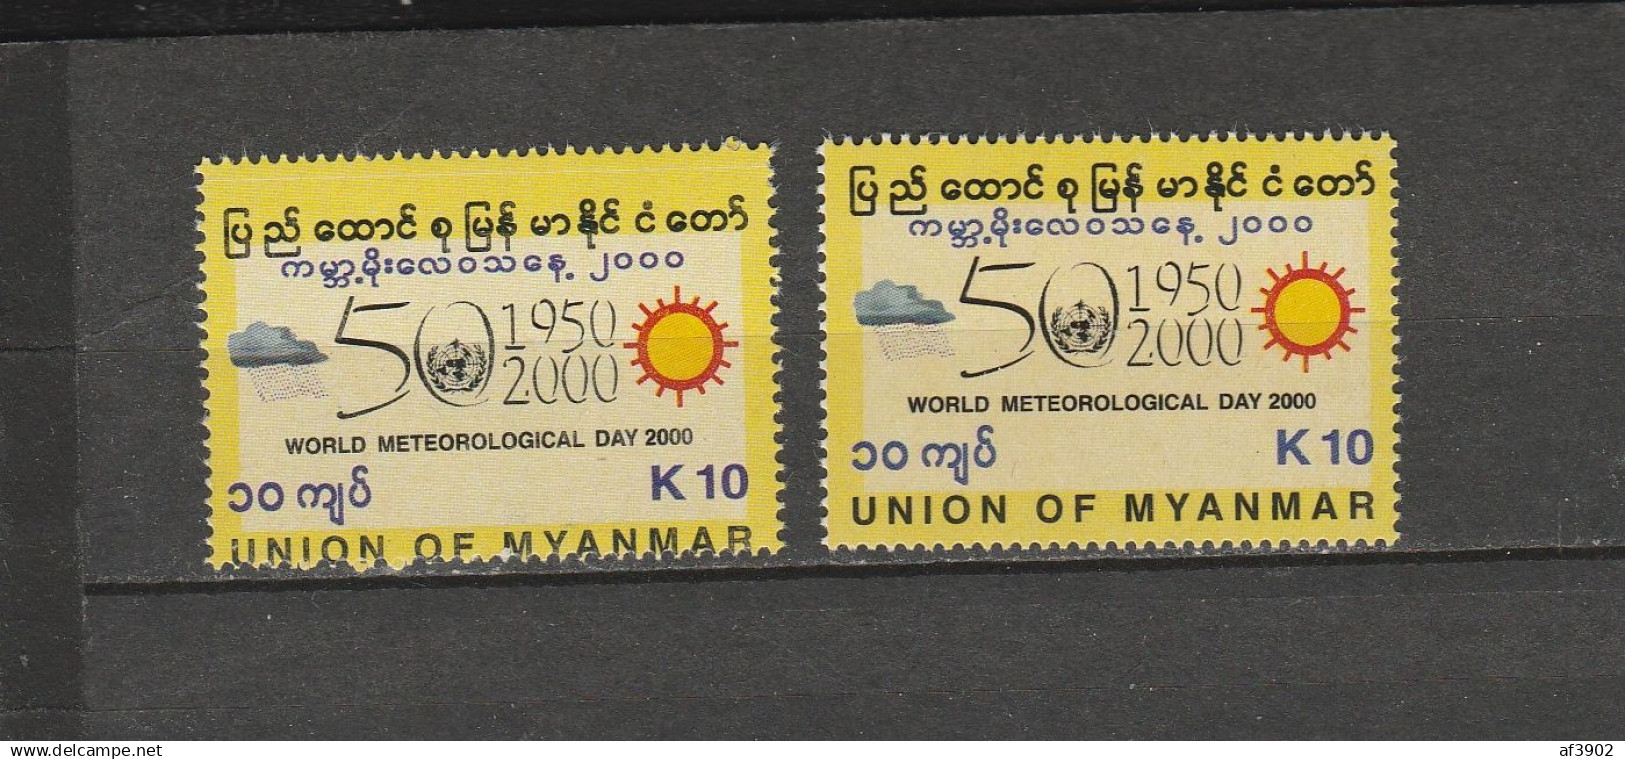 ပြည်ထောင်စုမြန်မာနိုင်ငံတော်
ကမ္ဘာ့မိုးလေဝသနေ့ ၂၀၀၀
50 1950
2000
WORLD METEOROLOGICAL DAY 2000
၁၀ ကျပ် K 10
UNION OF MYANMAR
ပြည်ထောင်စုမြန်မာနိုင်ငံတော်
ကမ္ဘာ့မိုးလေဝသနေ့ ၂၀၀၀
50 1950
2000
WORLD METEOROLOGICAL DAY 2000
၁၀ ကျပ် K 10
UNION OF MYANMAR
www.delcampe.net
af3902